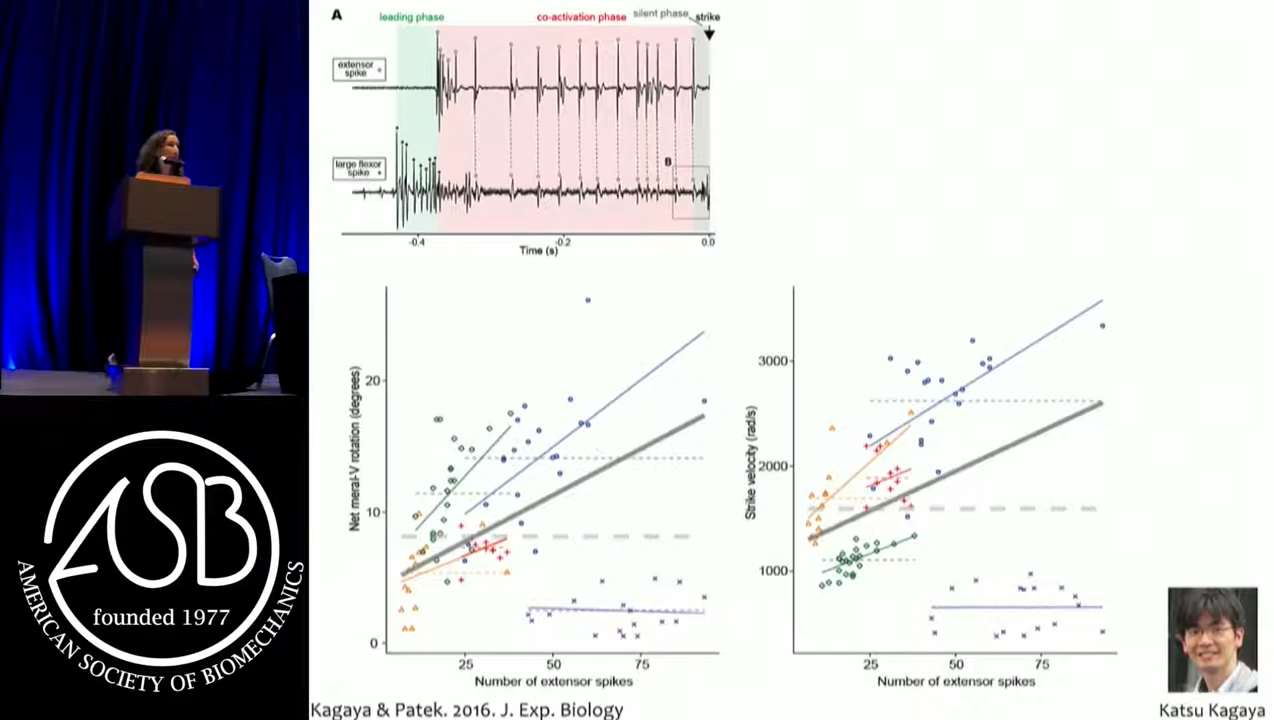 A
leading phase
co-activation phase
silent phase
strike
extensor
spike
large flexor
spike
B
-0.4
-0.2
0.0
Time (s)
Net meral-V rotation (degrees)
20
10
0
25
50
75
Number of extensor spikes
Strike velocity (rad/s)
3000
2000
1000
25
50
75
Number of extensor spikes
ASB
founded 1977
AMERICAN SOCIETY OF BIOMECHANICS
Kagaya & Patek. 2016. J. Exp. Biology
Katsu Kagaya